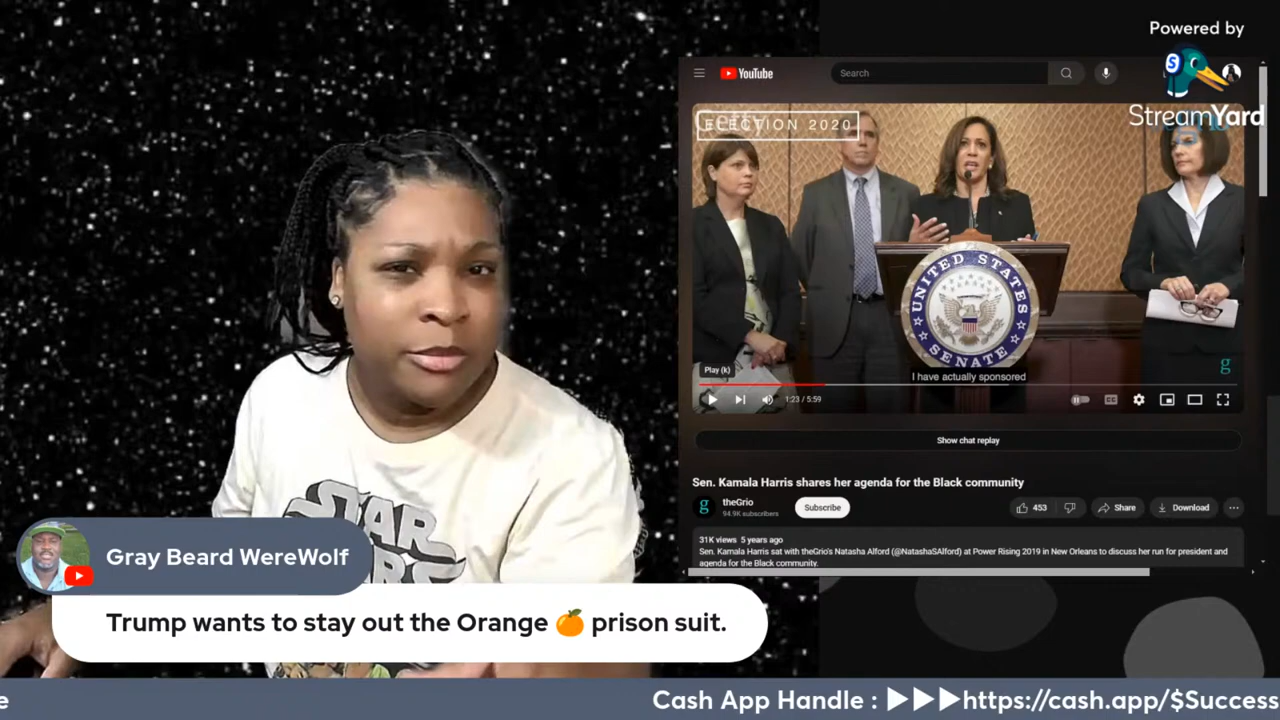 Powered by
StreamYard
YouTube
Search
ELECTION 2020
UNITED STATES
SENATE
I have actually sponsored
Play (k)
1:23 / 5:59
Show chat replay
Sen. Kamala Harris shares her agenda for the Black community
theGrio
94.9K subscribers
Subscribe
453
Share
Download
31K views 5 years ago
Sen. Kamala Harris sat with theGrio's Natasha Alford (@NatashaSAlford) at Power Rising 2019 in New Orleans to discuss her run for president and
agenda for the Black community.
STAR
Gray Beard WereWolf
Trump wants to stay out the Orange 🍊 prison suit.
e
Cash App Handle : ▶▶▶https://cash.app/$Success